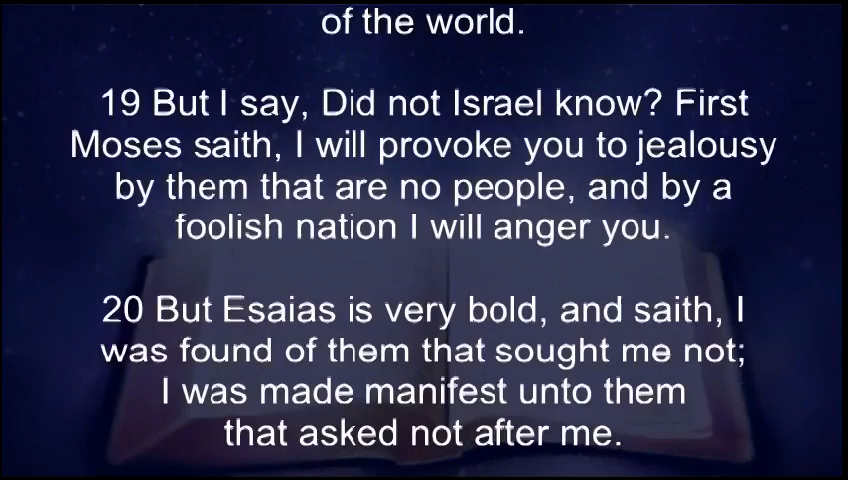 of the world.
19 But I say, Did not Israel know? First
Moses saith, I will provoke you to jealousy
by them that are no people, and by a
foolish nation I will anger you.
20 But Esaias is very bold, and saith, I
was found of them that sought me not;
I was made manifest unto them
that asked not after me.